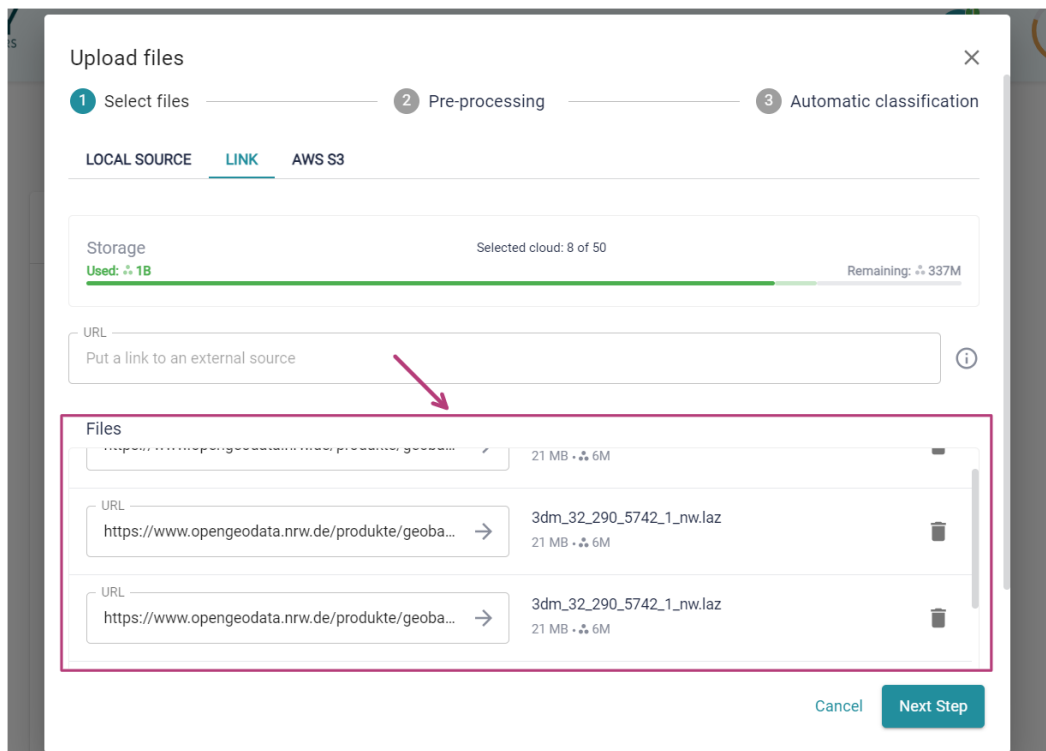 Upload files
1 Select files
2 Pre-processing
3 Automatic classification
LOCAL SOURCE LINK AWS S3
Storage
Selected cloud: 8 of 50
Used: 1B
Remaining: 337M
URL
Put a link to an external source
Files
21 MB • 6M
URL
https://www.opengeodata.nrw.de/produkte/geoba...
3dm_32_290_5742_1_nw.laz
21 MB • 6M
URL
https://www.opengeodata.nrw.de/produkte/geoba...
3dm_32_290_5742_1_nw.laz
21 MB • 6M
Cancel
Next Step